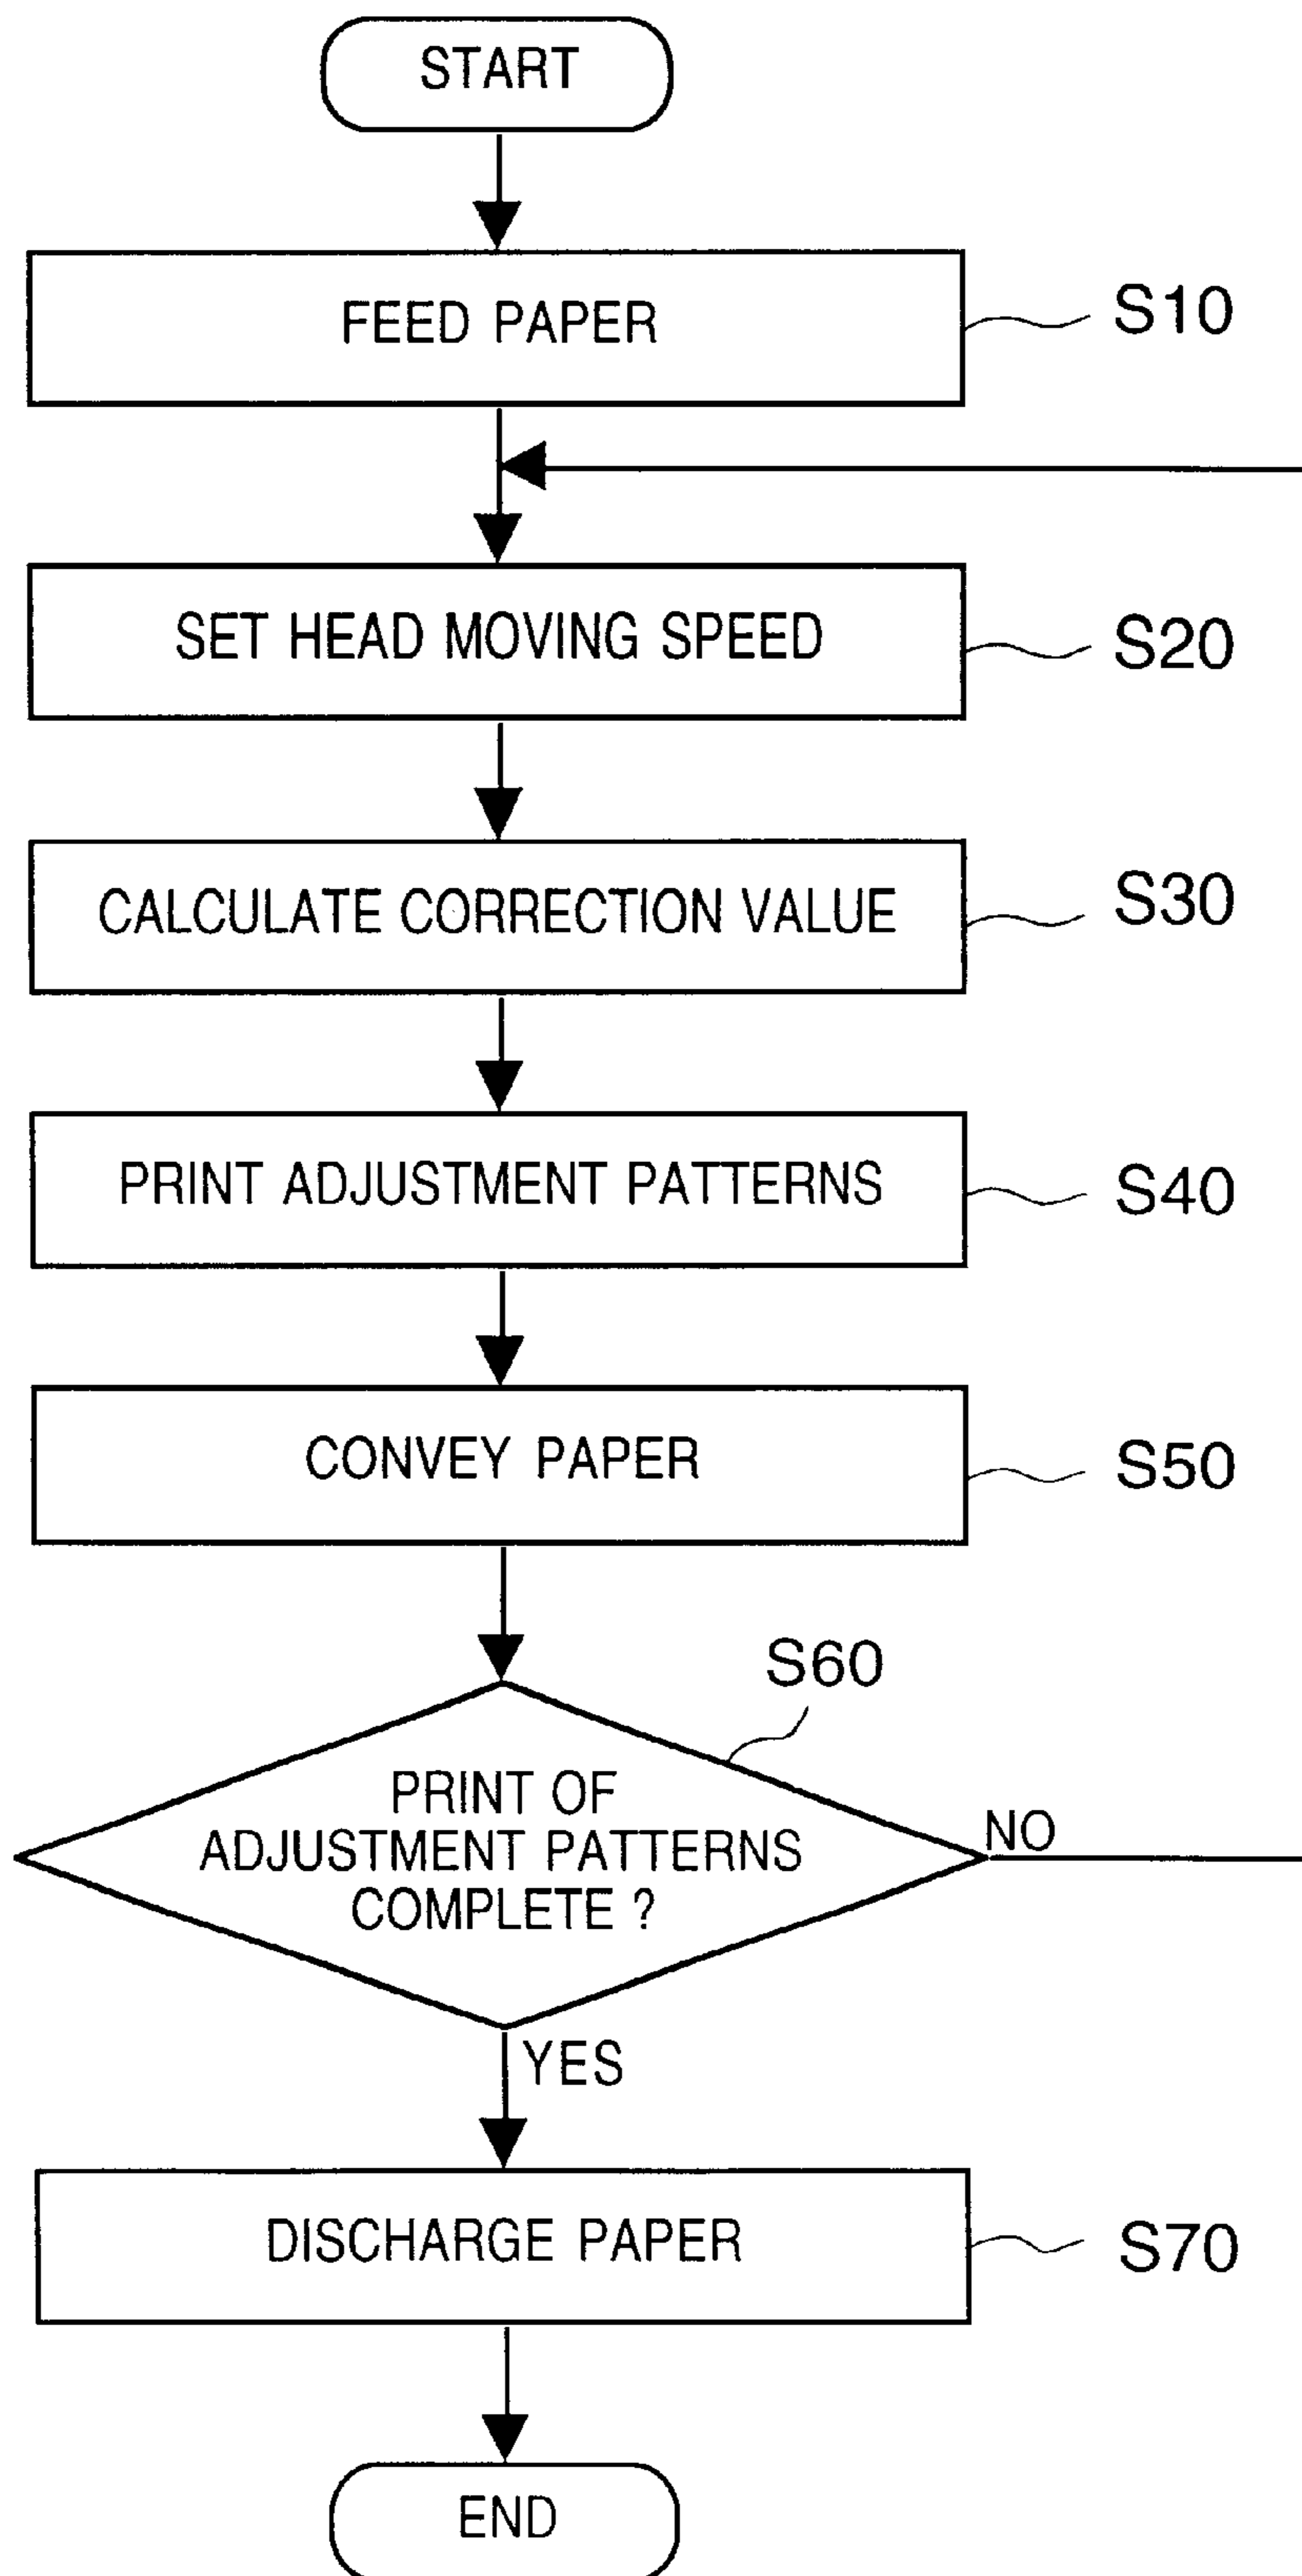 START
FEED PAPER
S10
SET HEAD MOVING SPEED
S20
CALCULATE CORRECTION VALUE
S30
PRINT ADJUSTMENT PATTERNS
S40
CONVEY PAPER
S50
S60
PRINT OF
ADJUSTMENT PATTERNS
COMPLETE ?
NO
YES
DISCHARGE PAPER
S70
END